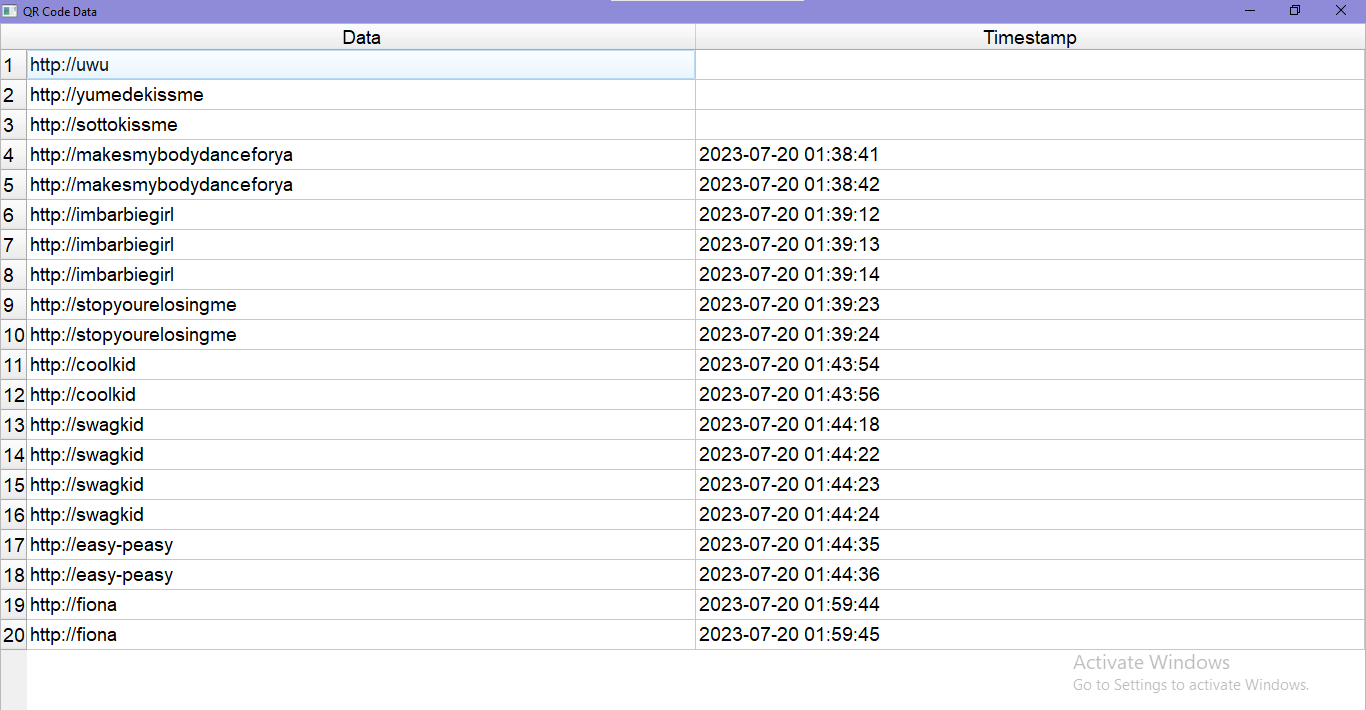 QR Code Data
Data Timestamp
1 http://uwu
2 http://yumedekissme
3 http://sottokissme
4 http://makesmybodydanceforya 2023-07-20 01:38:41
5 http://makesmybodydanceforya 2023-07-20 01:38:42
6 http://imbarbiegirl 2023-07-20 01:39:12
7 http://imbarbiegirl 2023-07-20 01:39:13
8 http://imbarbiegirl 2023-07-20 01:39:14
9 http://stopyourelosingme 2023-07-20 01:39:23
10 http://stopyourelosingme 2023-07-20 01:39:24
11 http://coolkid 2023-07-20 01:43:54
12 http://coolkid 2023-07-20 01:43:56
13 http://swagkid 2023-07-20 01:44:18
14 http://swagkid 2023-07-20 01:44:22
15 http://swagkid 2023-07-20 01:44:23
16 http://swagkid 2023-07-20 01:44:24
17 http://easy-peasy 2023-07-20 01:44:35
18 http://easy-peasy 2023-07-20 01:44:36
19 http://fiona 2023-07-20 01:59:44
20 http://fiona 2023-07-20 01:59:45
Activate Windows
Go to Settings to activate Windows.